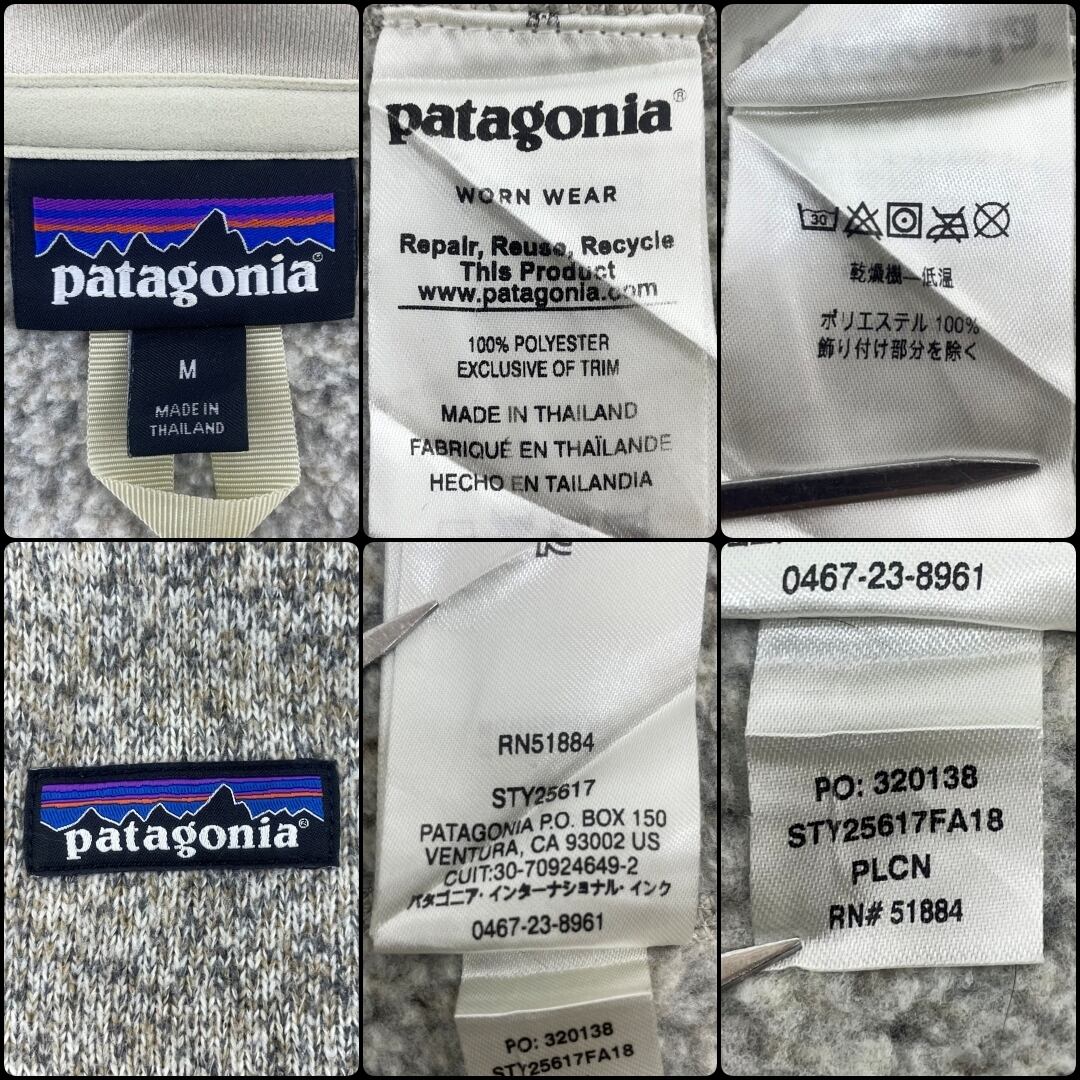 patagonia®
M
MADE IN
THAILAND
patagonia®
WORN WEAR
Repair, Reuse, Recycle
This Product
www.patagonia.com
100% POLYESTER
EXCLUSIVE OF TRIM
MADE IN THAILAND
FABRIQUÉ EN THAÏLANDE
HECHO EN TAILANDIA
30
乾燥機—低温
ポリエステル 100%
飾り付け部分を除く
patagonia®
RN51884
STY25617
PATAGONIA P.O. BOX 150
VENTURA, CA 93002 US
CUIT:30-70924649-2
パタゴニア・インターナショナル・インク
0467-23-8961
PO: 320138
STY25617FA18
0467-23-8961
PO: 320138
STY25617FA18
PLCN
RN# 51884